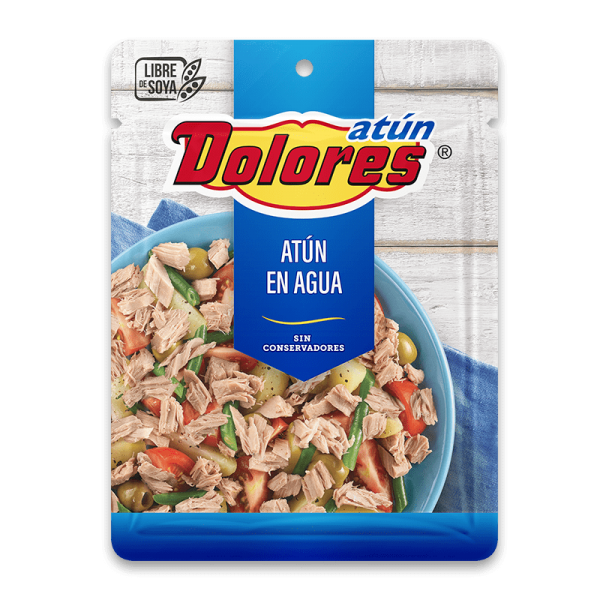 LIBRE
DE SOYA
atún
Dolores®
ATÚN
EN AGUA
SIN
CONSERVADORES